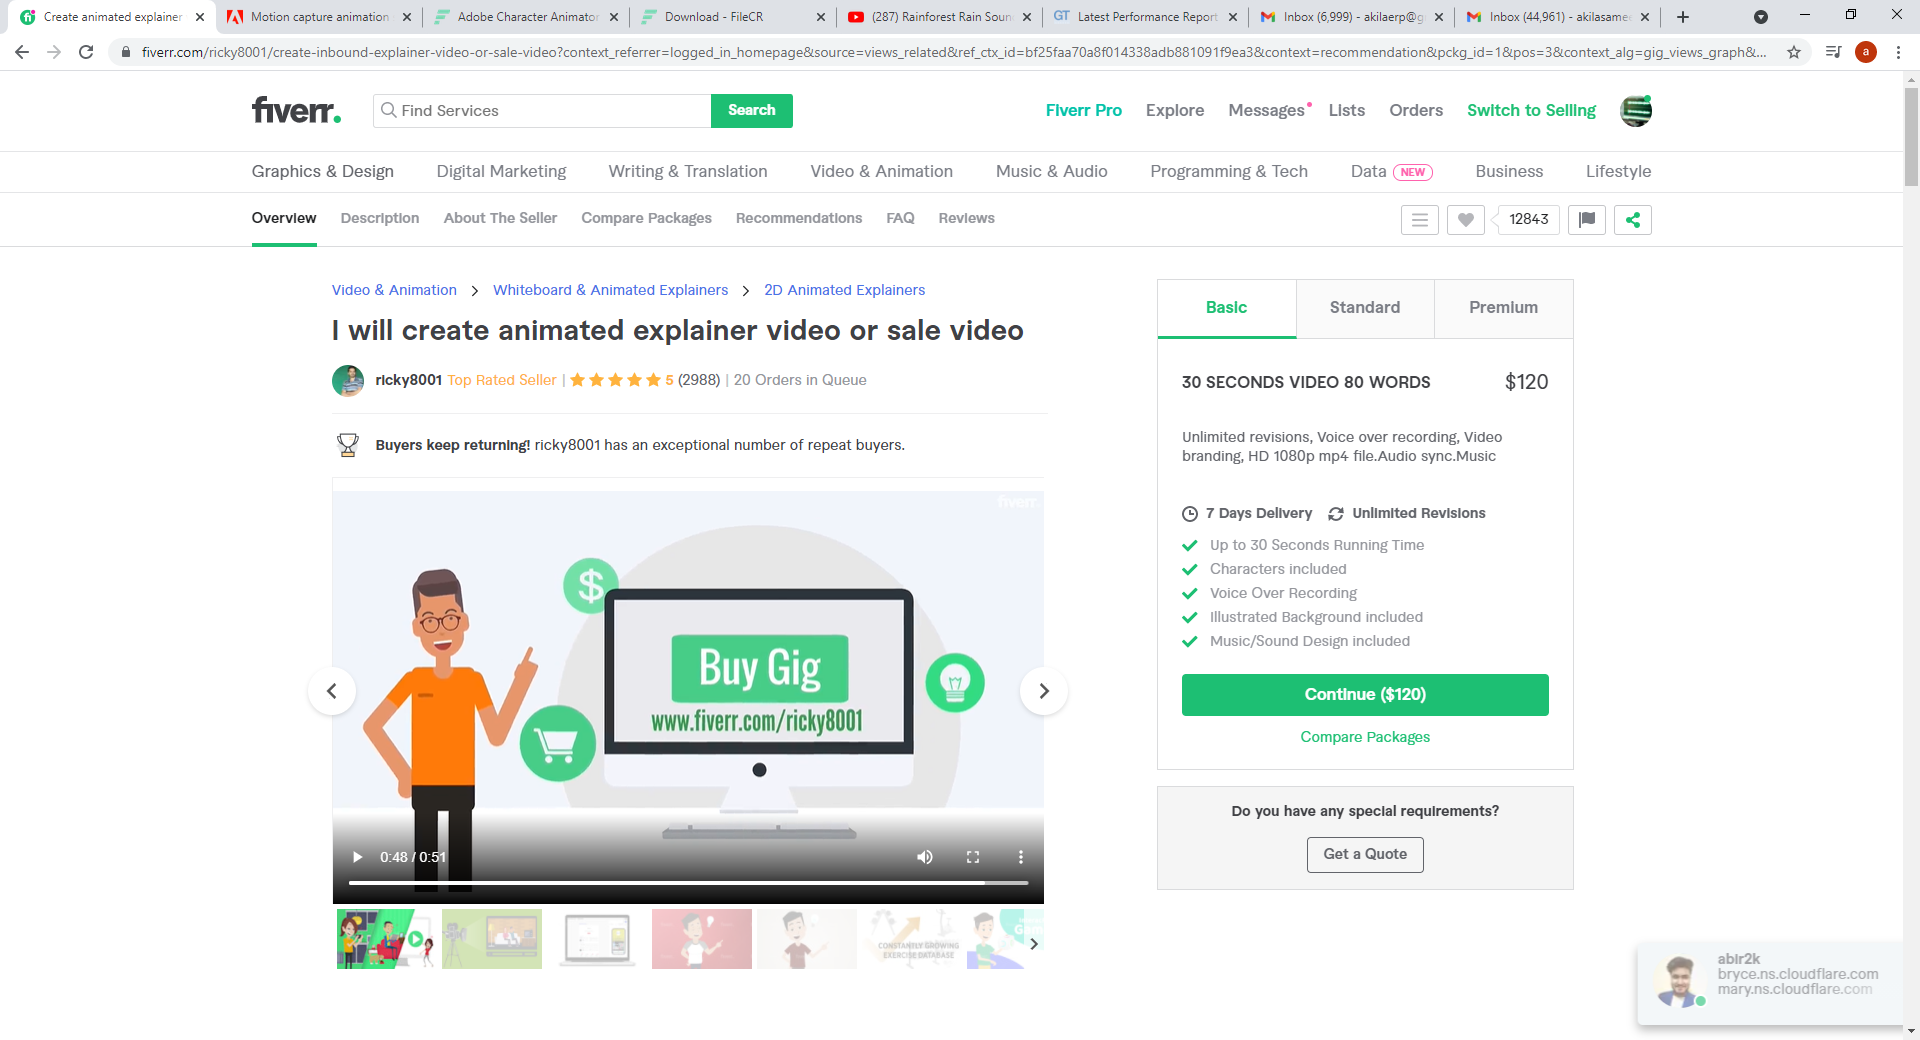 Create animated explainer
Motion capture animation
Adobe Character Animator
Download - FileCR
(287) Rainforest Rain Soun
GT Latest Performance Report
Inbox (6,999) - akilaerp@g
Inbox (44,961) - akilasame
fiverr.com/ricky8001/create-inbound-explainer-video-or-sale-video?context_referrer=logged_in_homepage&source=views_related&ref_ctx_id=bf25faa70a8f014338adb881091f9ea3&context=recommendation&pckg_id=1&pos=3&context_alg=gig_views_graph&...
a
fiverr.
Find Services
Search
Fiverr Pro
Explore
Messages
Lists
Orders
Switch to Selling
Graphics & Design
Digital Marketing
Writing & Translation
Video & Animation
Music & Audio
Programming & Tech
Data NEW
Business
Lifestyle
Overview
Description
About The Seller
Compare Packages
Recommendations
FAQ
Reviews
12843
Video & Animation > Whiteboard & Animated Explainers > 2D Animated Explainers
I will create animated explainer video or sale video
ricky8001 Top Rated Seller | 5 (2988) | 20 Orders in Queue
Buyers keep returning! ricky8001 has an exceptional number of repeat buyers.
fiverr.
$
Buy Gig
www.fiverr.com/ricky8001
0:48 / 0:51
CONSTANTLY GROWING
EXERCISE DATABASE
Basic
Standard
Premium
30 SECONDS VIDEO 80 WORDS
$120
Unlimited revisions, Voice over recording, Video
branding, HD 1080p mp4 file.Audio sync.Music
7 Days Delivery
Unlimited Revisions
Up to 30 Seconds Running Time
Characters included
Voice Over Recording
Illustrated Background included
Music/Sound Design included
Continue ($120)
Compare Packages
Do you have any special requirements?
Get a Quote
abir2k
bryce.ns.cloudflare.com
mary.ns.cloudflare.com